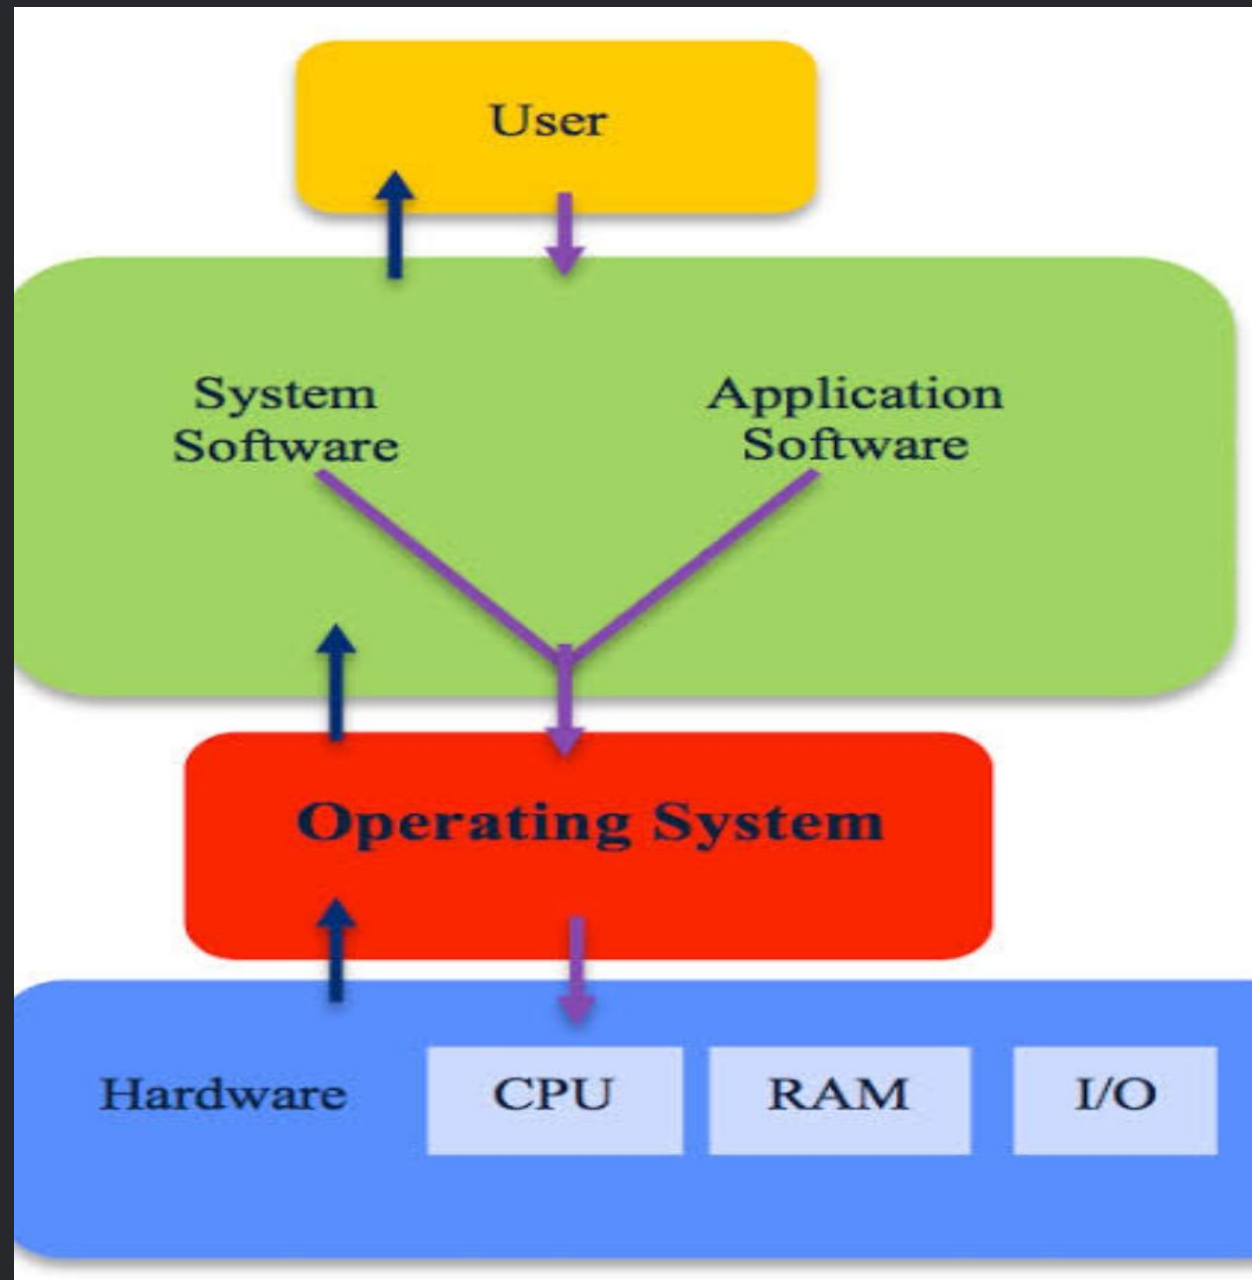 User
System
Software
Application
Software
Operating System
Hardware
CPU
RAM
I/O